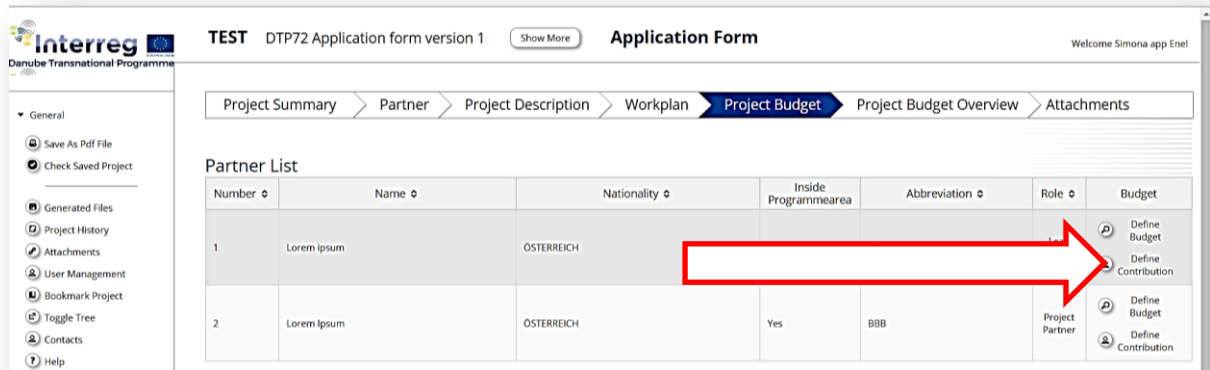 Interreg
Danube Transnational Programme
TEST DTP72 Application form version 1 Show More Application Form
Welcome Simona app Enel
Project Summary Partner Project Description Workplan Project Budget Project Budget Overview Attachments
General
Save As Pdf File
Check Saved Project
Generated Files
Project History
Attachments
User Management
Bookmark Project
Toggle Tree
Contacts
Help
Partner List
Number Name Nationality Inside Programmearea Abbreviation Role Budget
1 Lorem ipsum ÖSTERREICH Define Budget
Define Contribution
2 Lorem Ipsum ÖSTERREICH Yes BBB Project Partner Define Budget
Define Contribution